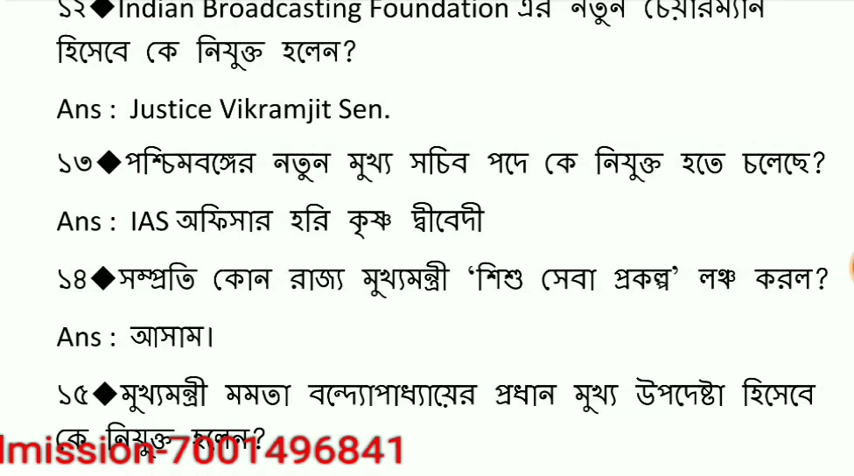 ১২◆Indian Broadcasting Foundation এর নতুন চেয়ারম্যান
হিসেবে কে নিযুক্ত হলেন?
Ans : Justice Vikramjit Sen.
১৩◆পশ্চিমবঙ্গের নতুন মুখ্য সচিব পদে কে নিযুক্ত হতে চলেছে?
Ans : IAS অফিসার হরি কৃষ্ণ দ্বীবেদী
১৪◆সম্প্রতি কোন রাজ্য মুখ্যমন্ত্রী ‘শিশু সেবা প্রকল্প’ লঞ্চ করল?
Ans : আসাম।
১৫◆মুখ্যমন্ত্রী মমতা বন্দ্যোপাধ্যায়ের প্রধান মুখ্য উপদেষ্টা হিসেবে
কে নিযুক্ত হলেন?
lmission-7001496841